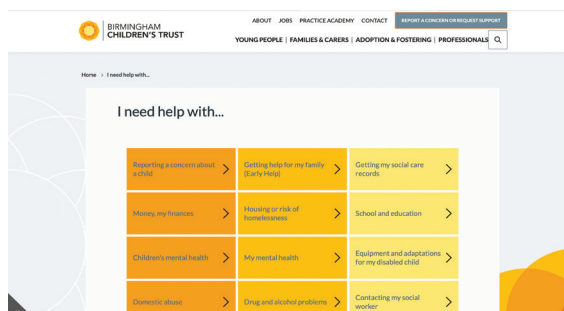 BIRMINGHAM
CHILDREN'S TRUST
ABOUT JOBS PRACTICE ACADEMY CONTACT REPORT A CONCERN OR REQUEST SUPPORT
YOUNG PEOPLE | FAMILIES & CARERS | ADOPTION & FOSTERING | PROFESSIONALS
Home > I need help with...
I need help with...
Reporting a concern about
a child
Getting help for my family
(Early Help)
Getting my social care
records
Money, my finances
Housing or risk of
homelessness
School and education
Children's mental health
My mental health
Equipment and adaptations
for my disabled child
Domestic abuse
Drug and alcohol problems
Contacting my social
worker